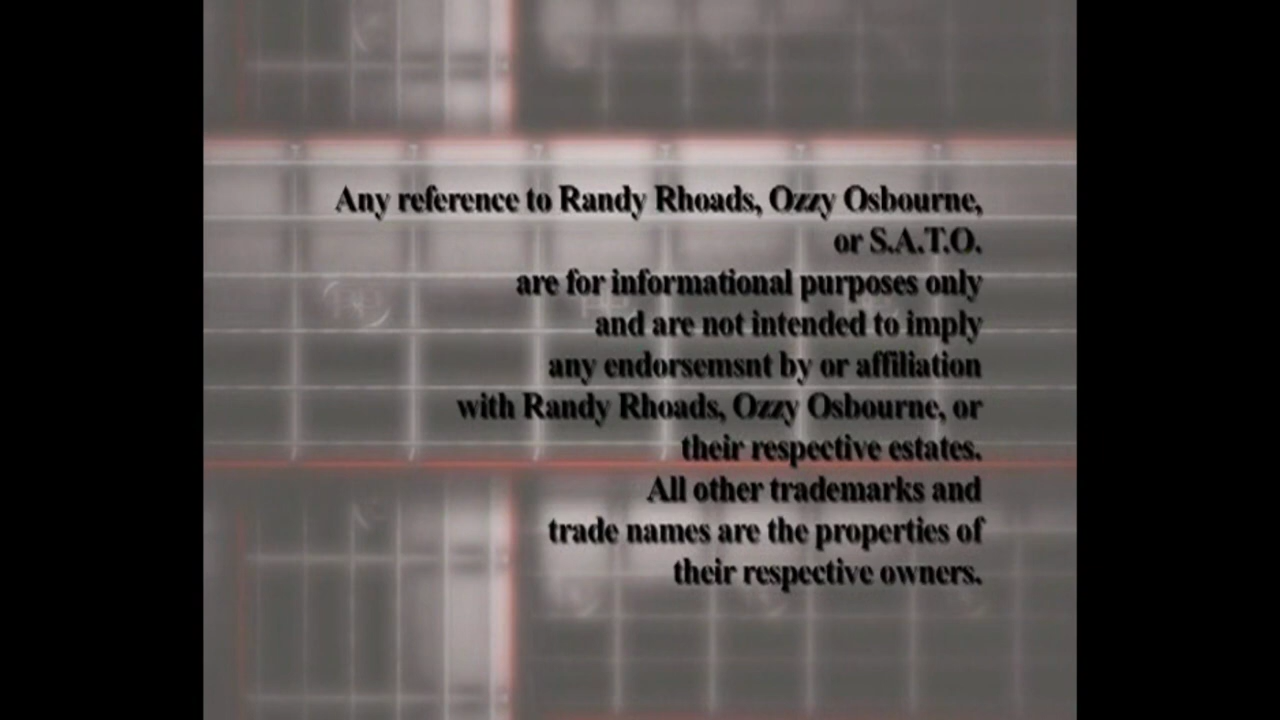 Any reference to Randy Rhoads, Ozzy Osbourne,
or S.A.T.O.
are for informational purposes only
and are not intended to imply
any endorsemsnt by or affiliation
with Randy Rhoads, Ozzy Osbourne, or
their respective estates.
All other trademarks and
trade names are the properties of
their respective owners.